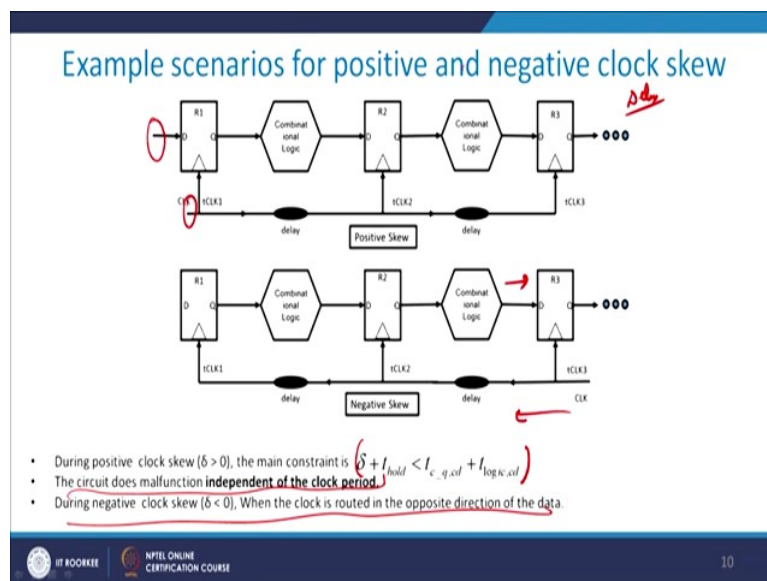 Example scenarios for positive and negative clock skew
R1
Combinat
ional
Logic
R2
Combinat
ional
Logic
R3
D
Q
D
Q
D
Q
tCLK1
tCLK2
tCLK3
delay
Positive Skew
delay
R1
Combinat
ional
Logic
R2
Combinat
ional
Logic
R3
D
Q
D
Q
D
Q
tCLK1
tCLK2
tCLK3
delay
Negative Skew
delay
CLK
• During positive clock skew (δ > 0), the main constraint is (δ + t_hold < t_c_q,cd + t_logic,cd)
• The circuit does malfunction independent of the clock period.
• During negative clock skew (δ < 0), When the clock is routed in the opposite direction of the data.
IIT ROORKEE
NPTEL ONLINE
CERTIFICATION COURSE
10